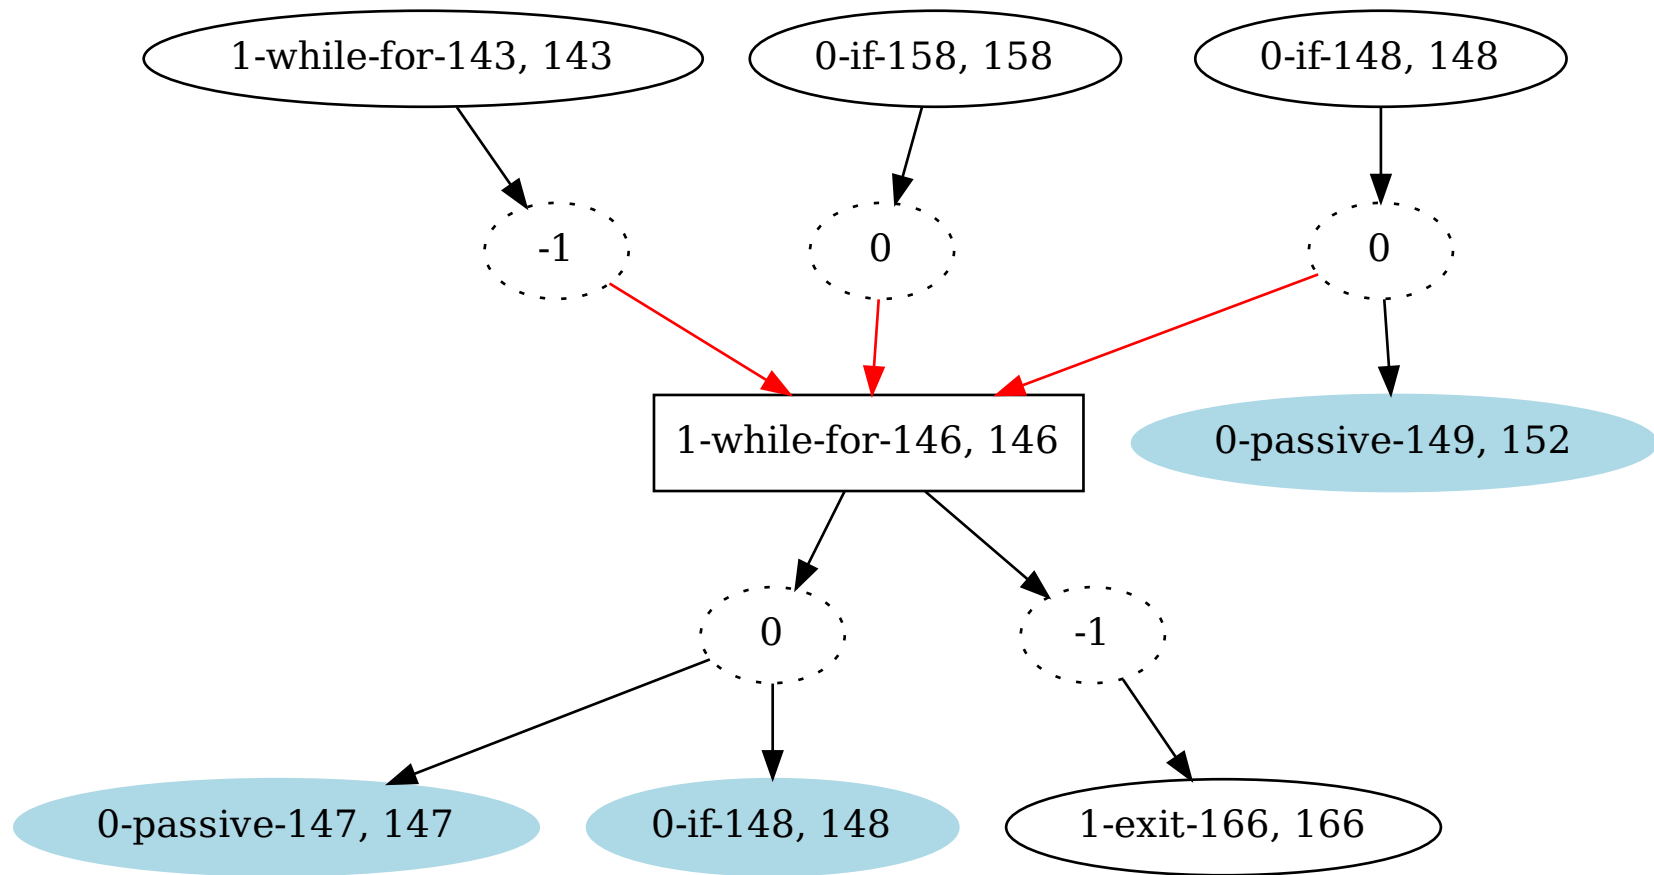 1-while-for-143, 143
0-if-158, 158
0-if-148, 148
-1
0
0
1-while-for-146, 146
0-passive-149, 152
0
-1
0-passive-147, 147
0-if-148, 148
1-exit-166, 166